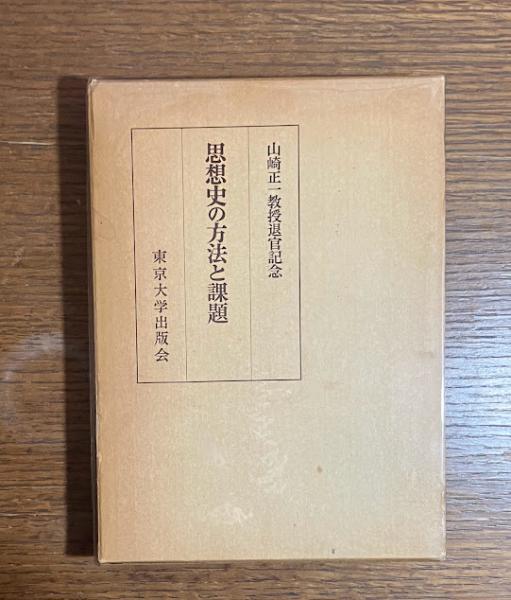 山崎正一教授退官記念
思想史の方法と課題
東京大学出版会